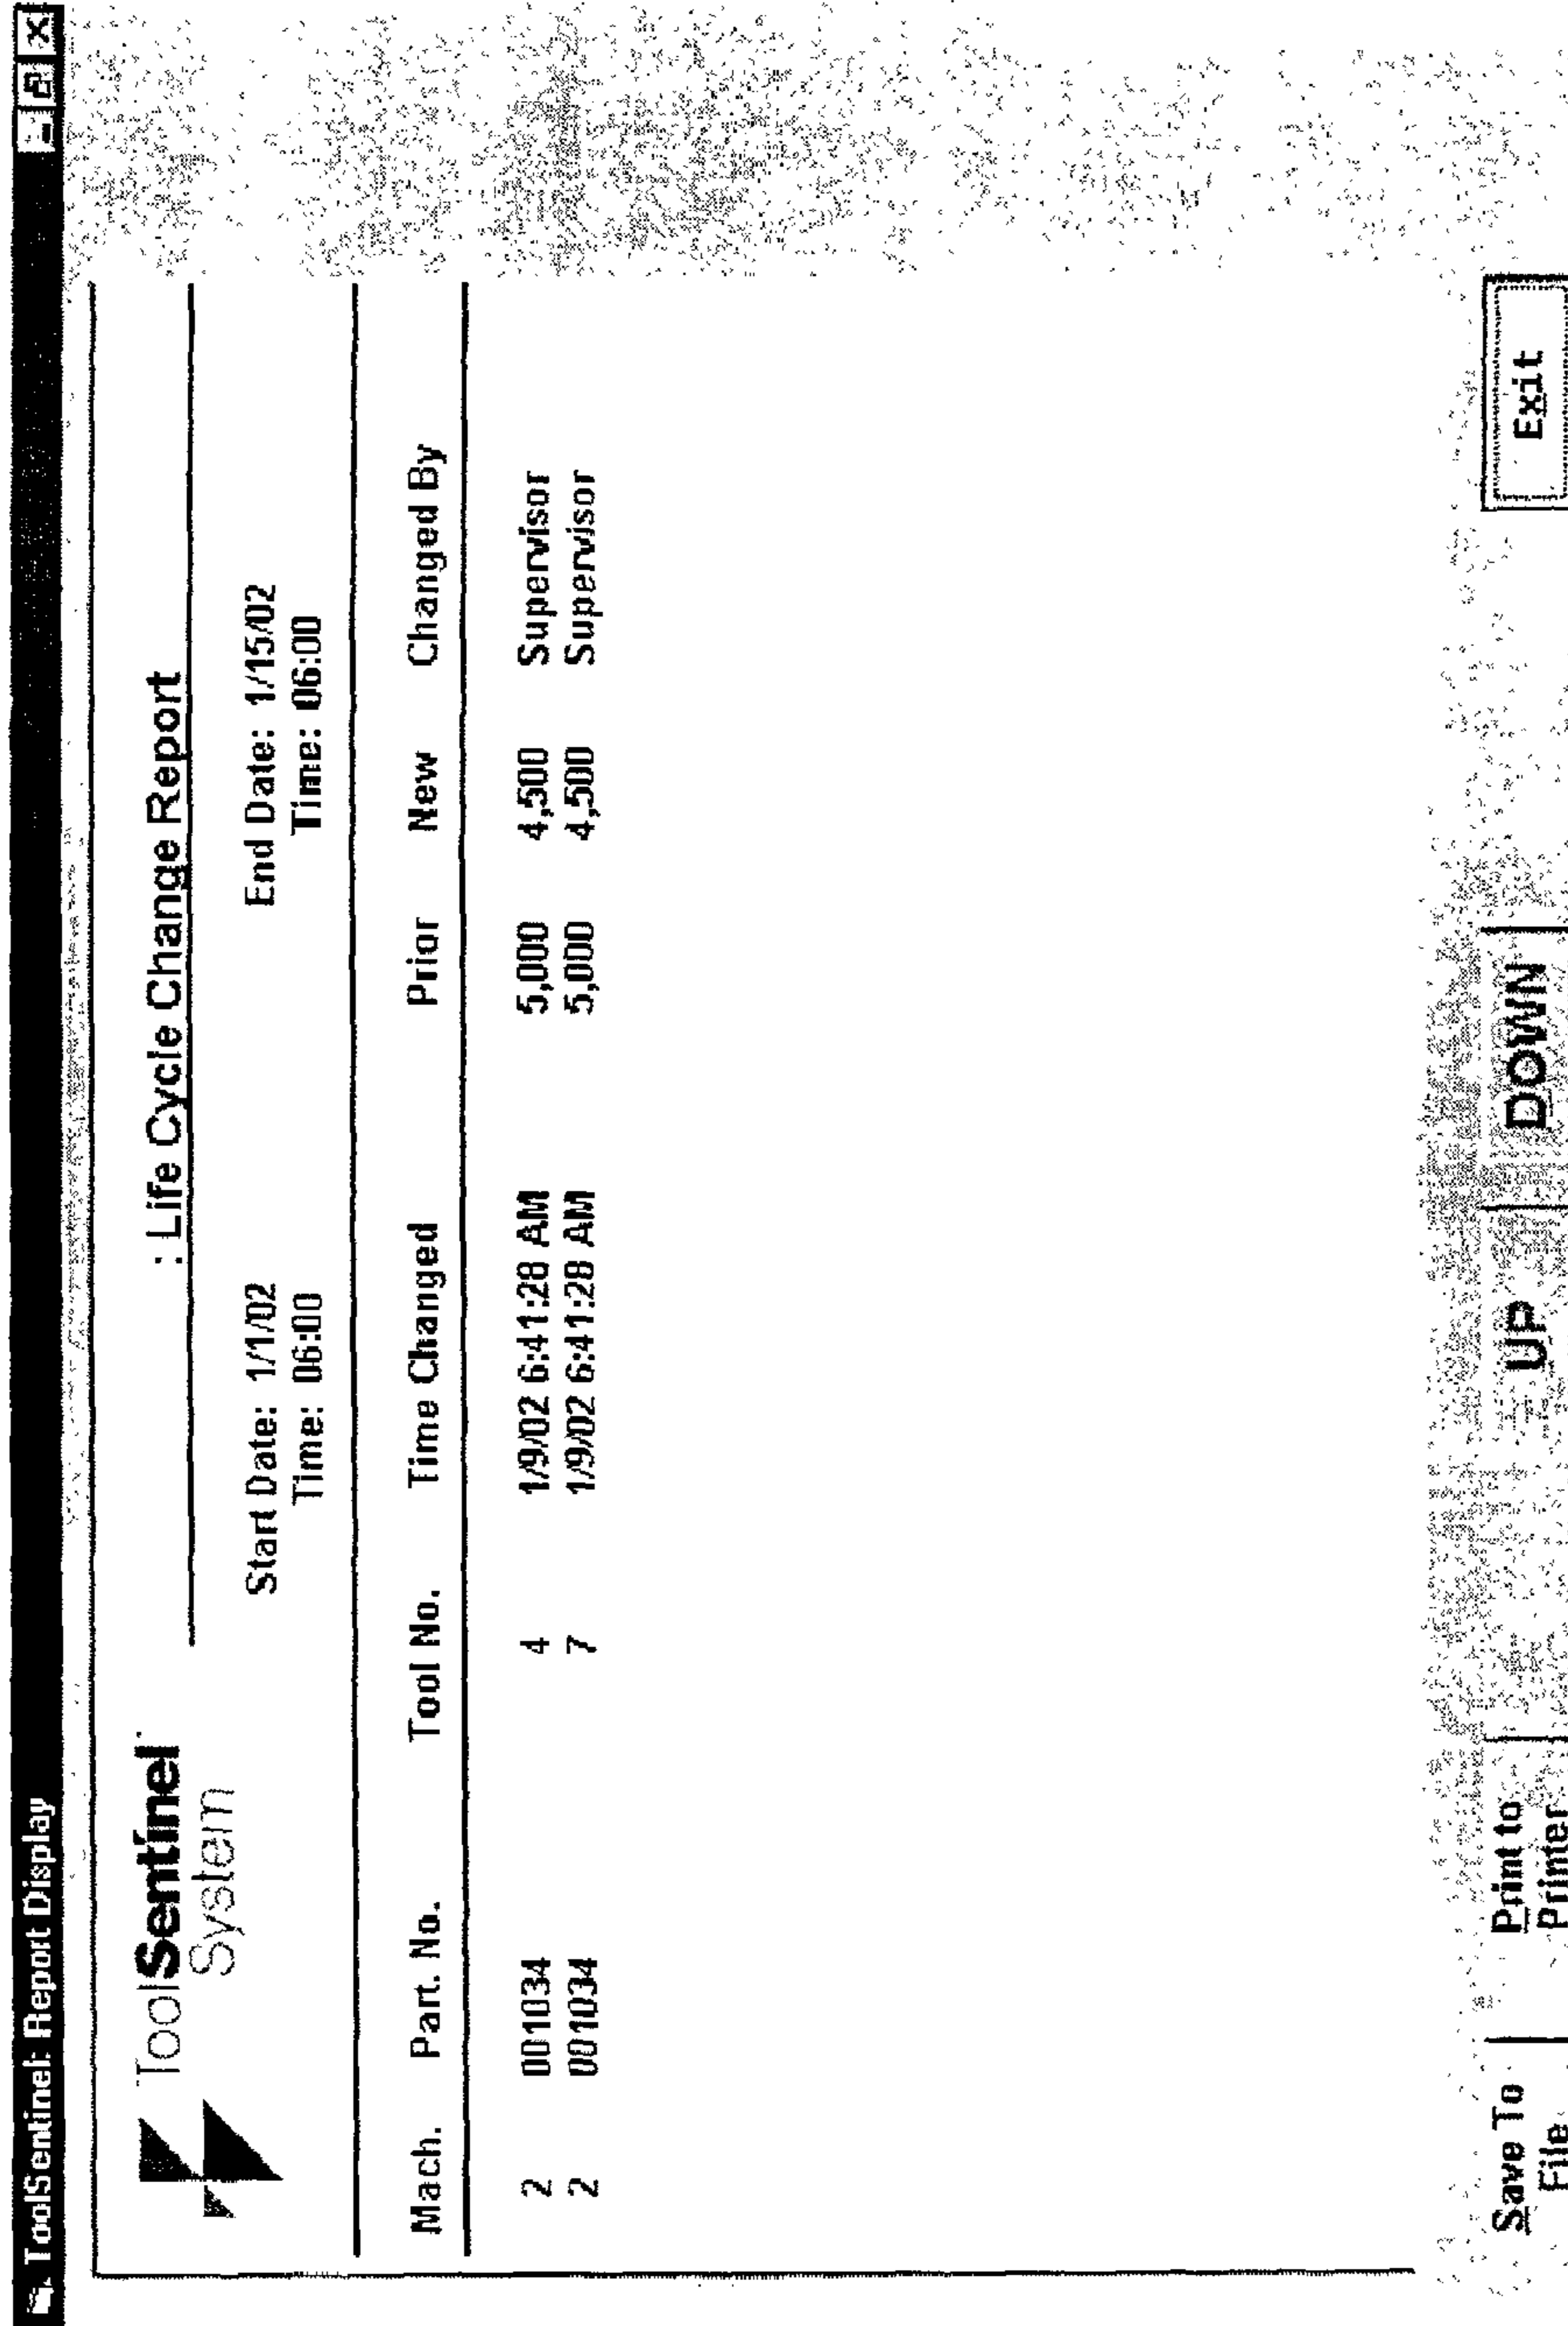 ToolSentinel: Report Display
ToolSentinel
System
: Life Cycle Change Report
Start Date: 1/1/02 End Date: 1/15/02
Time: 06:00 Time: 06:00
Mach. Part. No. Tool No. Time Changed Prior New Changed By
2 001034 4 1/9/02 6:41:28 AM 5,000 4,500 Supervisor
2 001034 7 1/9/02 6:41:28 AM 5,000 4,500 Supervisor
Save To Print to UP DOWN Exit
File Printer